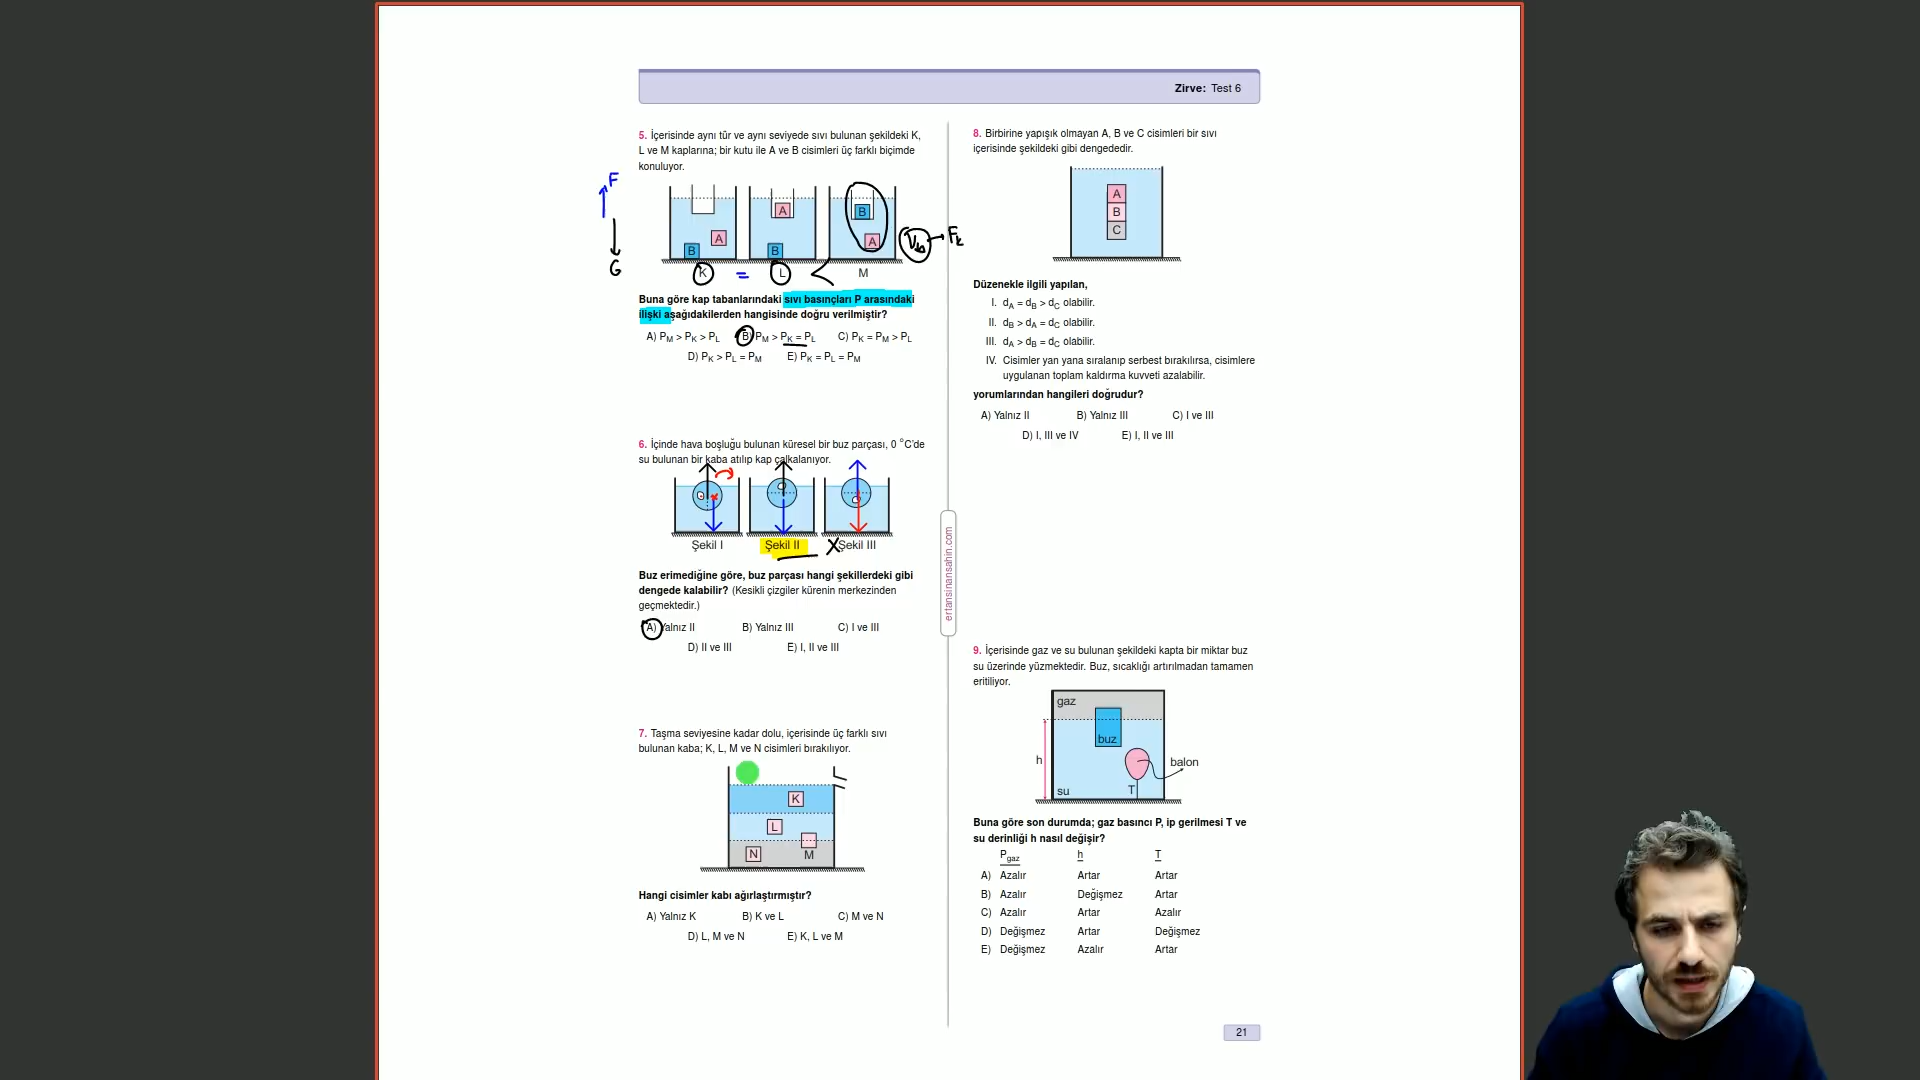 Zirve: Test 6
5. İçerisinde aynı tür ve aynı seviyede sıvı bulunan şekildeki K,
L ve M kaplarına; bir kutu ile A ve B cisimleri üç farklı biçimde
konuluyor.
F
G
A
B
A
B
B
A
K
=
L
<
M
Fk
Buna göre kap tabanlarındaki sıvı basınçları P arasındaki
ilişki aşağıdakilerden hangisinde doğru verilmiştir?
A) PM > PK > PL B) PM > PK = PL C) PK = PM > PL
D) PK > PL = PM E) PK = PL = PM
6. İçinde hava boşluğu bulunan küresel bir buz parçası, 0 °C'de
su bulunan bir kaba atılıp kap çalkalanıyor.
Şekil I Şekil II X Şekil III
Buz erimediğine göre, buz parçası hangi şekillerdeki gibi
dengede kalabilir? (Kesikli çizgiler kürenin merkezinden
geçmektedir.)
A) Yalnız II B) Yalnız III C) I ve III
D) II ve III E) I, II ve III
7. Taşma seviyesine kadar dolu, içerisinde üç farklı sıvı
bulunan kaba; K, L, M ve N cisimleri bırakılıyor.
K
L
N
M
Hangi cisimler kabı ağırlaştırmıştır?
A) Yalnız K B) K ve L C) M ve N
D) L, M ve N E) K, L ve M
ertansinansahin.com
8. Birbirine yapışık olmayan A, B ve C cisimleri bir sıvı
içerisinde şekildeki gibi dengededir.
A
B
C
Düzenekle ilgili yapılan,
I. dA = dB > dC olabilir.
II. dB > dA = dC olabilir.
III. dA > dB = dC olabilir.
IV. Cisimler yan yana sıralanıp serbest bırakılırsa, cisimlere
uygulanan toplam kaldırma kuvveti azalabilir.
yorumlarından hangileri doğrudur?
A) Yalnız II B) Yalnız III C) I ve III
D) I, III ve IV E) I, II ve III
9. İçerisinde gaz ve su bulunan şekildeki kapta bir miktar buz
su üzerinde yüzmektedir. Buz, sıcaklığı artırılmadan tamamen
eritiliyor.
gaz
buz
h
balon
su
T
Buna göre son durumda; gaz basıncı P, ip gerilmesi T ve
su derinliği h nasıl değişir?
Pgaz h T
A) Azalır Artar Artar
B) Azalır Değişmez Artar
C) Azalır Artar Azalır
D) Değişmez Artar Değişmez
E) Değişmez Azalır Artar
21